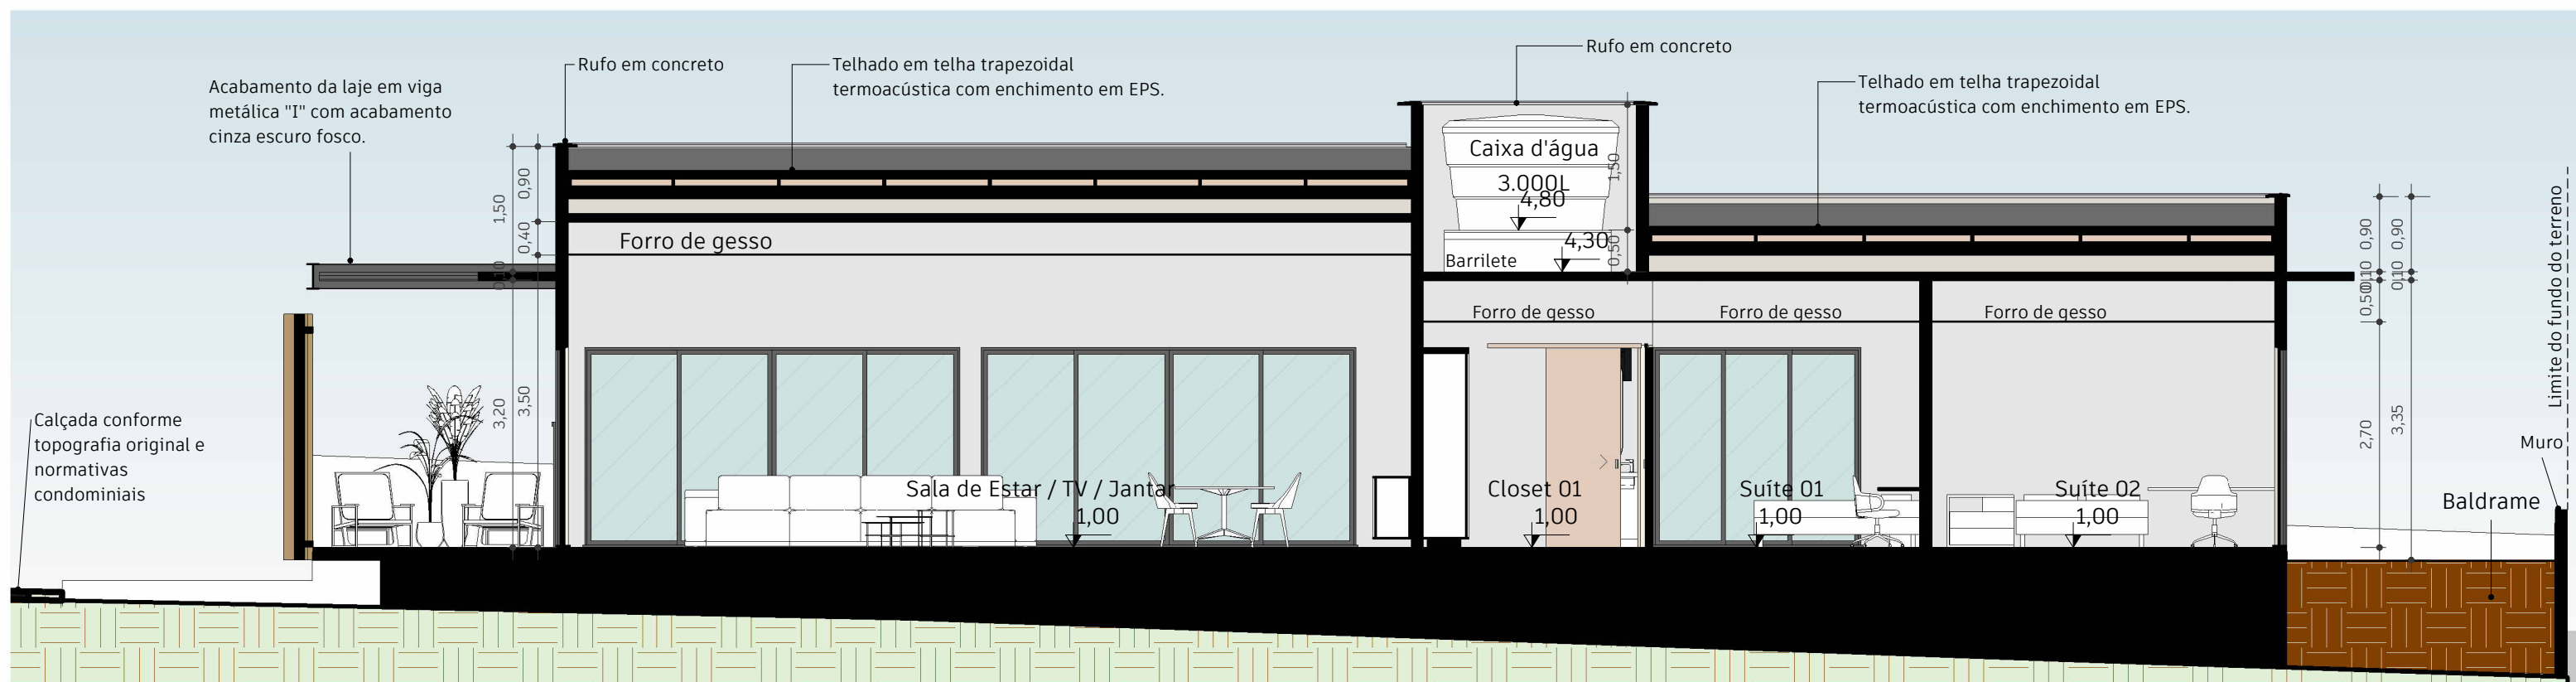 Acabamento da laje em viga
metálica "I" com acabamento
cinza escuro fosco.
Rufo em concreto
Telhado em telha trapezoidal
termoacústica com enchimento em EPS.
Rufo em concreto
Telhado em telha trapezoidal
termoacústica com enchimento em EPS.
Caixa d'água
3.000L
4,80
1,50
4,30
0,50
Barrilete
Forro de gesso
Forro de gesso
Forro de gesso
Forro de gesso
1,50
0,90
0,40
0,10
3,20
3,50
Calçada conforme
topografia original e
normativas
condominiais
Sala de Estar / TV / Jantar
1,00
Closet 01
1,00
Suíte 01
1,00
Suíte 02
1,00
0,90
0,90
0,10
0,10
0,50
2,70
3,35
Limite do fundo do terreno
Muro
Baldrame